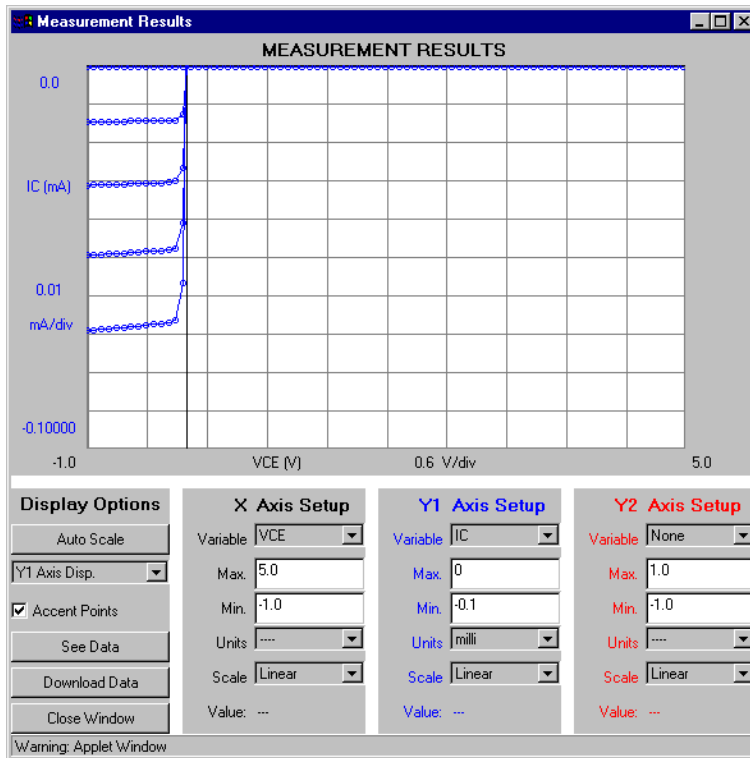 Measurement Results
MEASUREMENT RESULTS
0.0
IC (mA)
0.01
mA/div
-0.10000
-1.0 VCE (V) 0.6 V/div 5.0
Display Options
Auto Scale
Y1 Axis Disp.
Accent Points
See Data
Download Data
Close Window
X Axis Setup
Variable VCE
Max. 5.0
Min. -1.0
Units ----
Scale Linear
Value: ---
Y1 Axis Setup
Variable IC
Max. 0
Min. -0.1
Units milli
Scale Linear
Value: ---
Y2 Axis Setup
Variable None
Max. 1.0
Min. -1.0
Units ----
Scale Linear
Value: ---
Warning: Applet Window